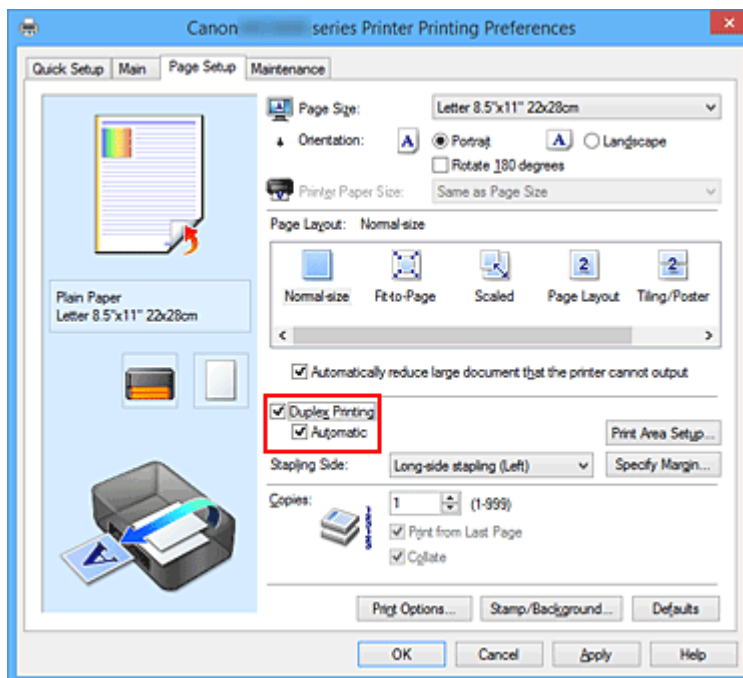 Canon series Printer Printing Preferences
Quick Setup Main Page Setup Maintenance
Page Size: Letter 8.5"x11" 22x28cm
Orientation: A Portrait A Landscape
Rotate 180 degrees
Printer Paper Size: Same as Page Size
Page Layout: Normal-size
2 2
Normal-size Fit-to-Page Scaled Page Layout Tiling/Poster
Plain Paper
Letter 8.5"x11" 22x28cm
Automatically reduce large document that the printer cannot output
Duplex Printing
Automatic
Print Area Setup...
Stapling Side: Long-side stapling (Left) Specify Margin...
Copies: 1 (1-999)
Print from Last Page
Collate
A
Print Options... Stamp/Background... Defaults
OK Cancel Apply Help